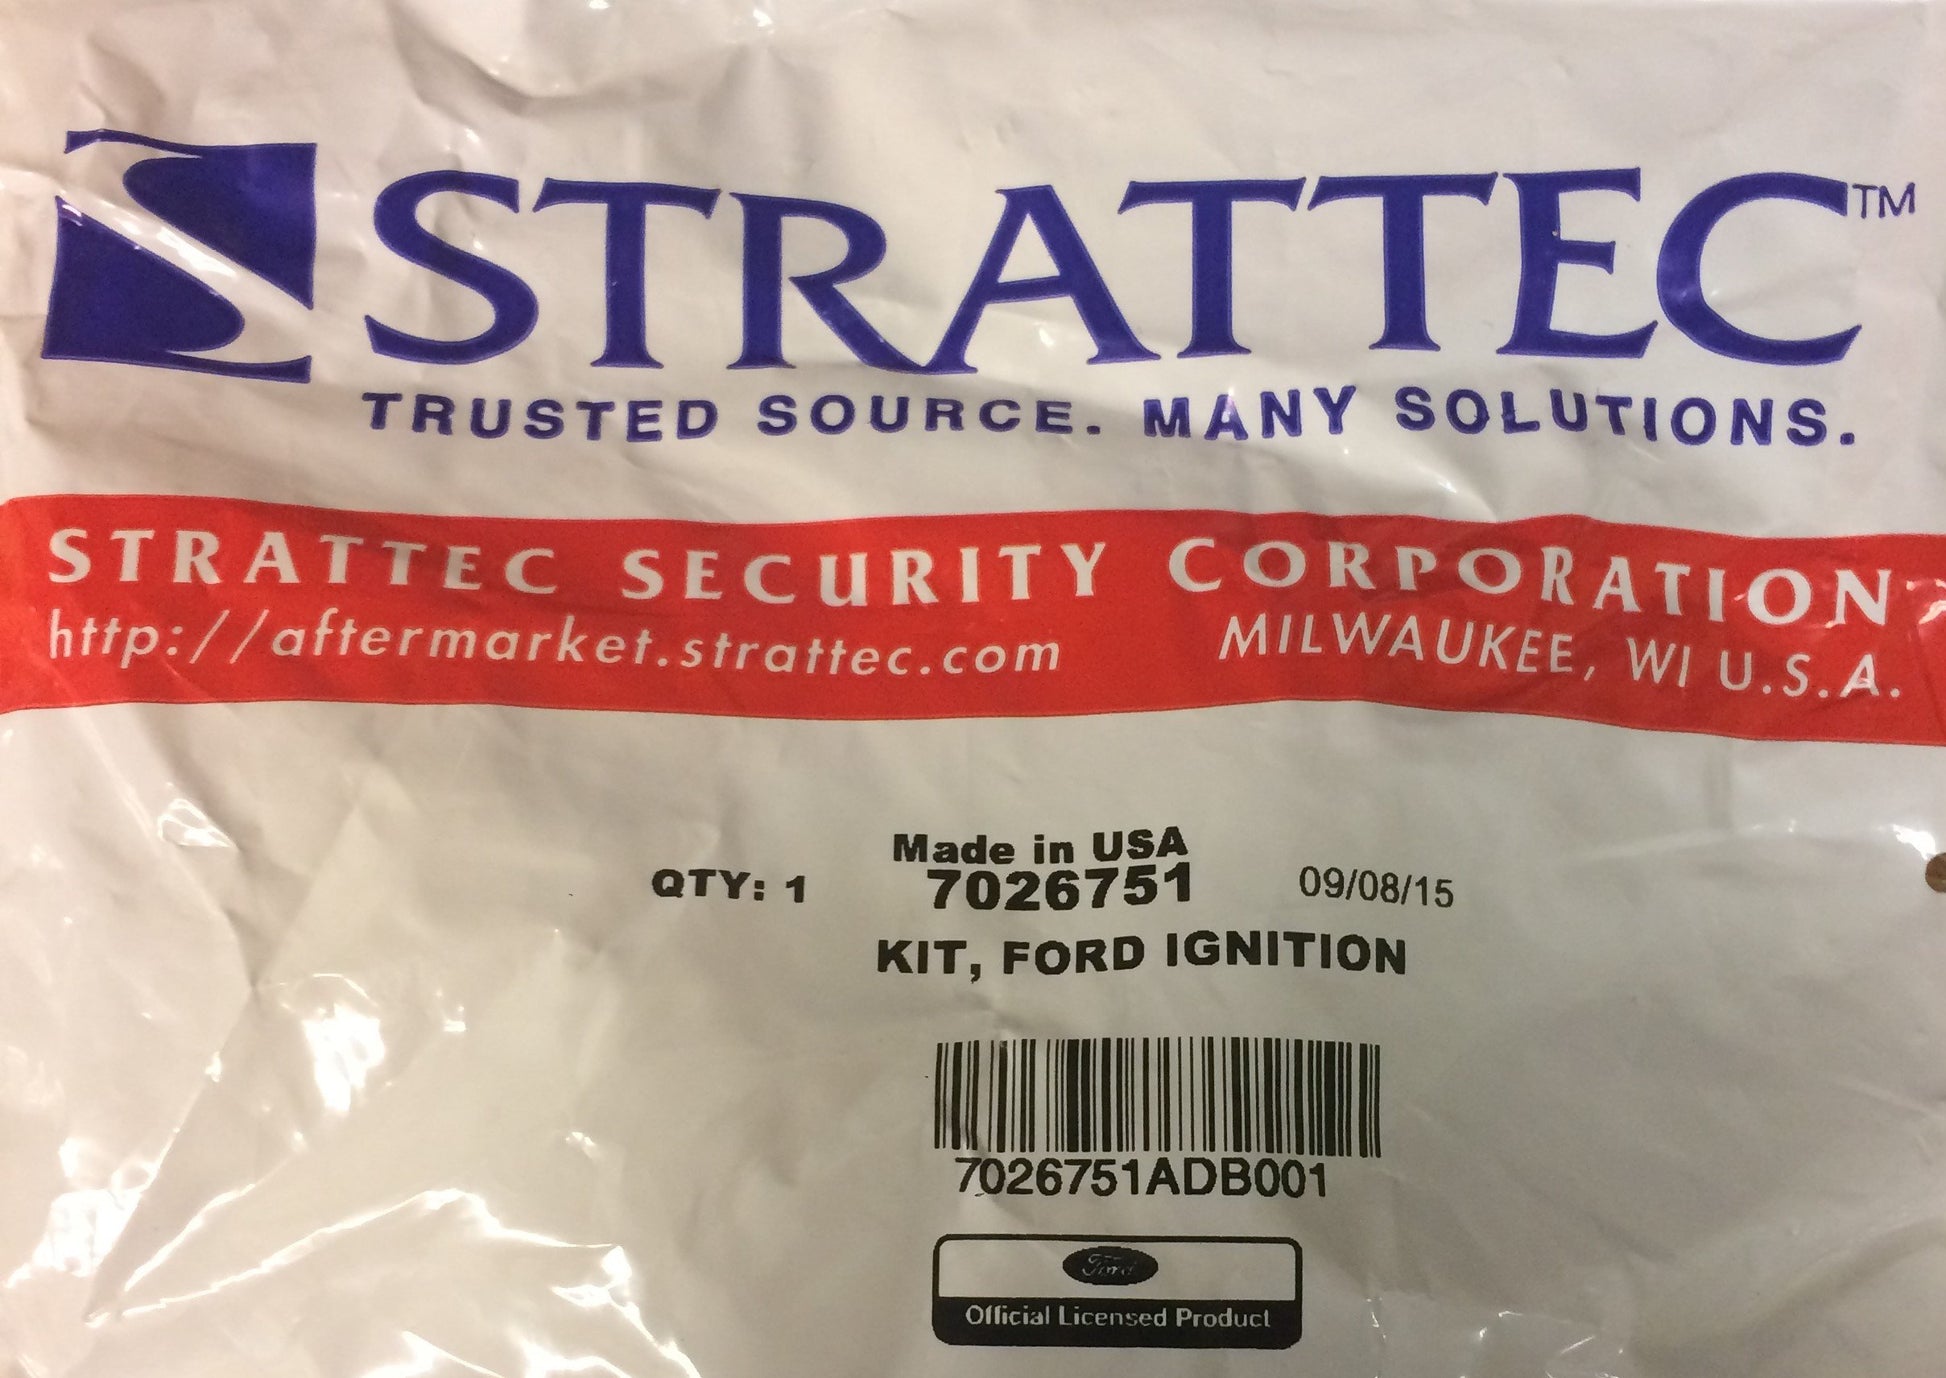 STRATTEC™
TRUSTED SOURCE. MANY SOLUTIONS.
STRATTEC SECURITY CORPORATION
http://aftermarket.strattec.com MILWAUKEE, WI U.S.A.
Made in USA
QTY: 1 7026751 09/08/15
KIT, FORD IGNITION
7026751ADB001
Ford
Official Licensed Product